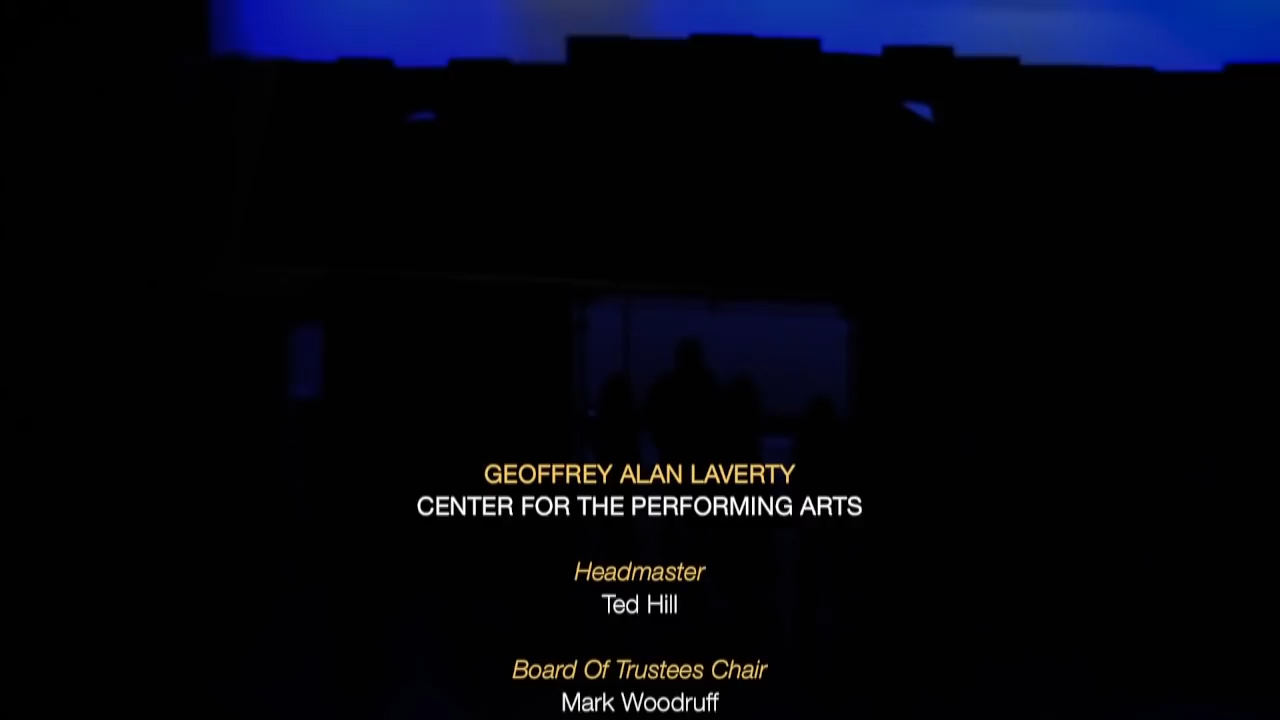 GEOFFREY ALAN LAVERTY
CENTER FOR THE PERFORMING ARTS
Headmaster
Ted Hill
Board Of Trustees Chair
Mark Woodruff